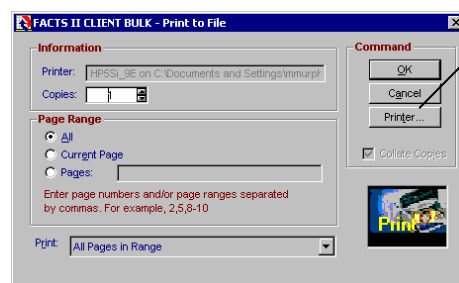 FACTS II CLIENT BULK - Print to File
Information
Printer: HP5Si_9E on C:\Documents and Settings\mmurph
Copies: 1
Page Range
All
Current Page
Pages:
Enter page numbers and/or page ranges separated
by commas. For example, 2,5,8-10
Print: All Pages in Range
Command
OK
Cancel
Printer...
Collate Copies
Print